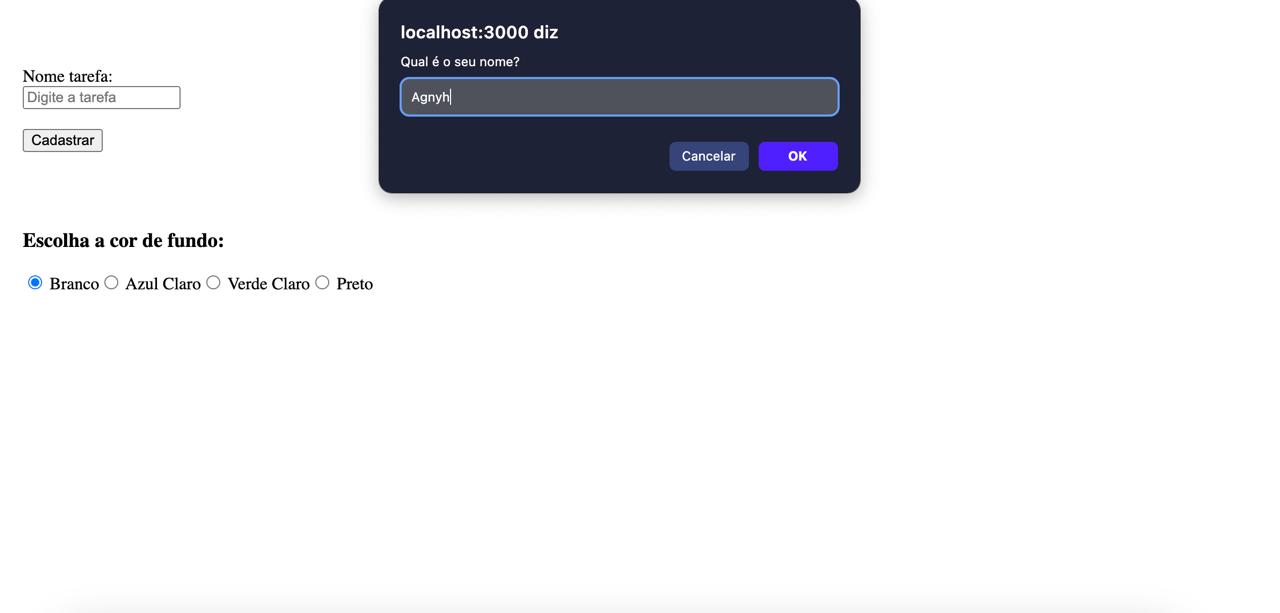 localhost:3000 diz
Qual é o seu nome?
Agnyh
Cancelar
OK
Nome tarefa:
Digite a tarefa
Cadastrar
Escolha a cor de fundo:
Branco Azul Claro Verde Claro Preto